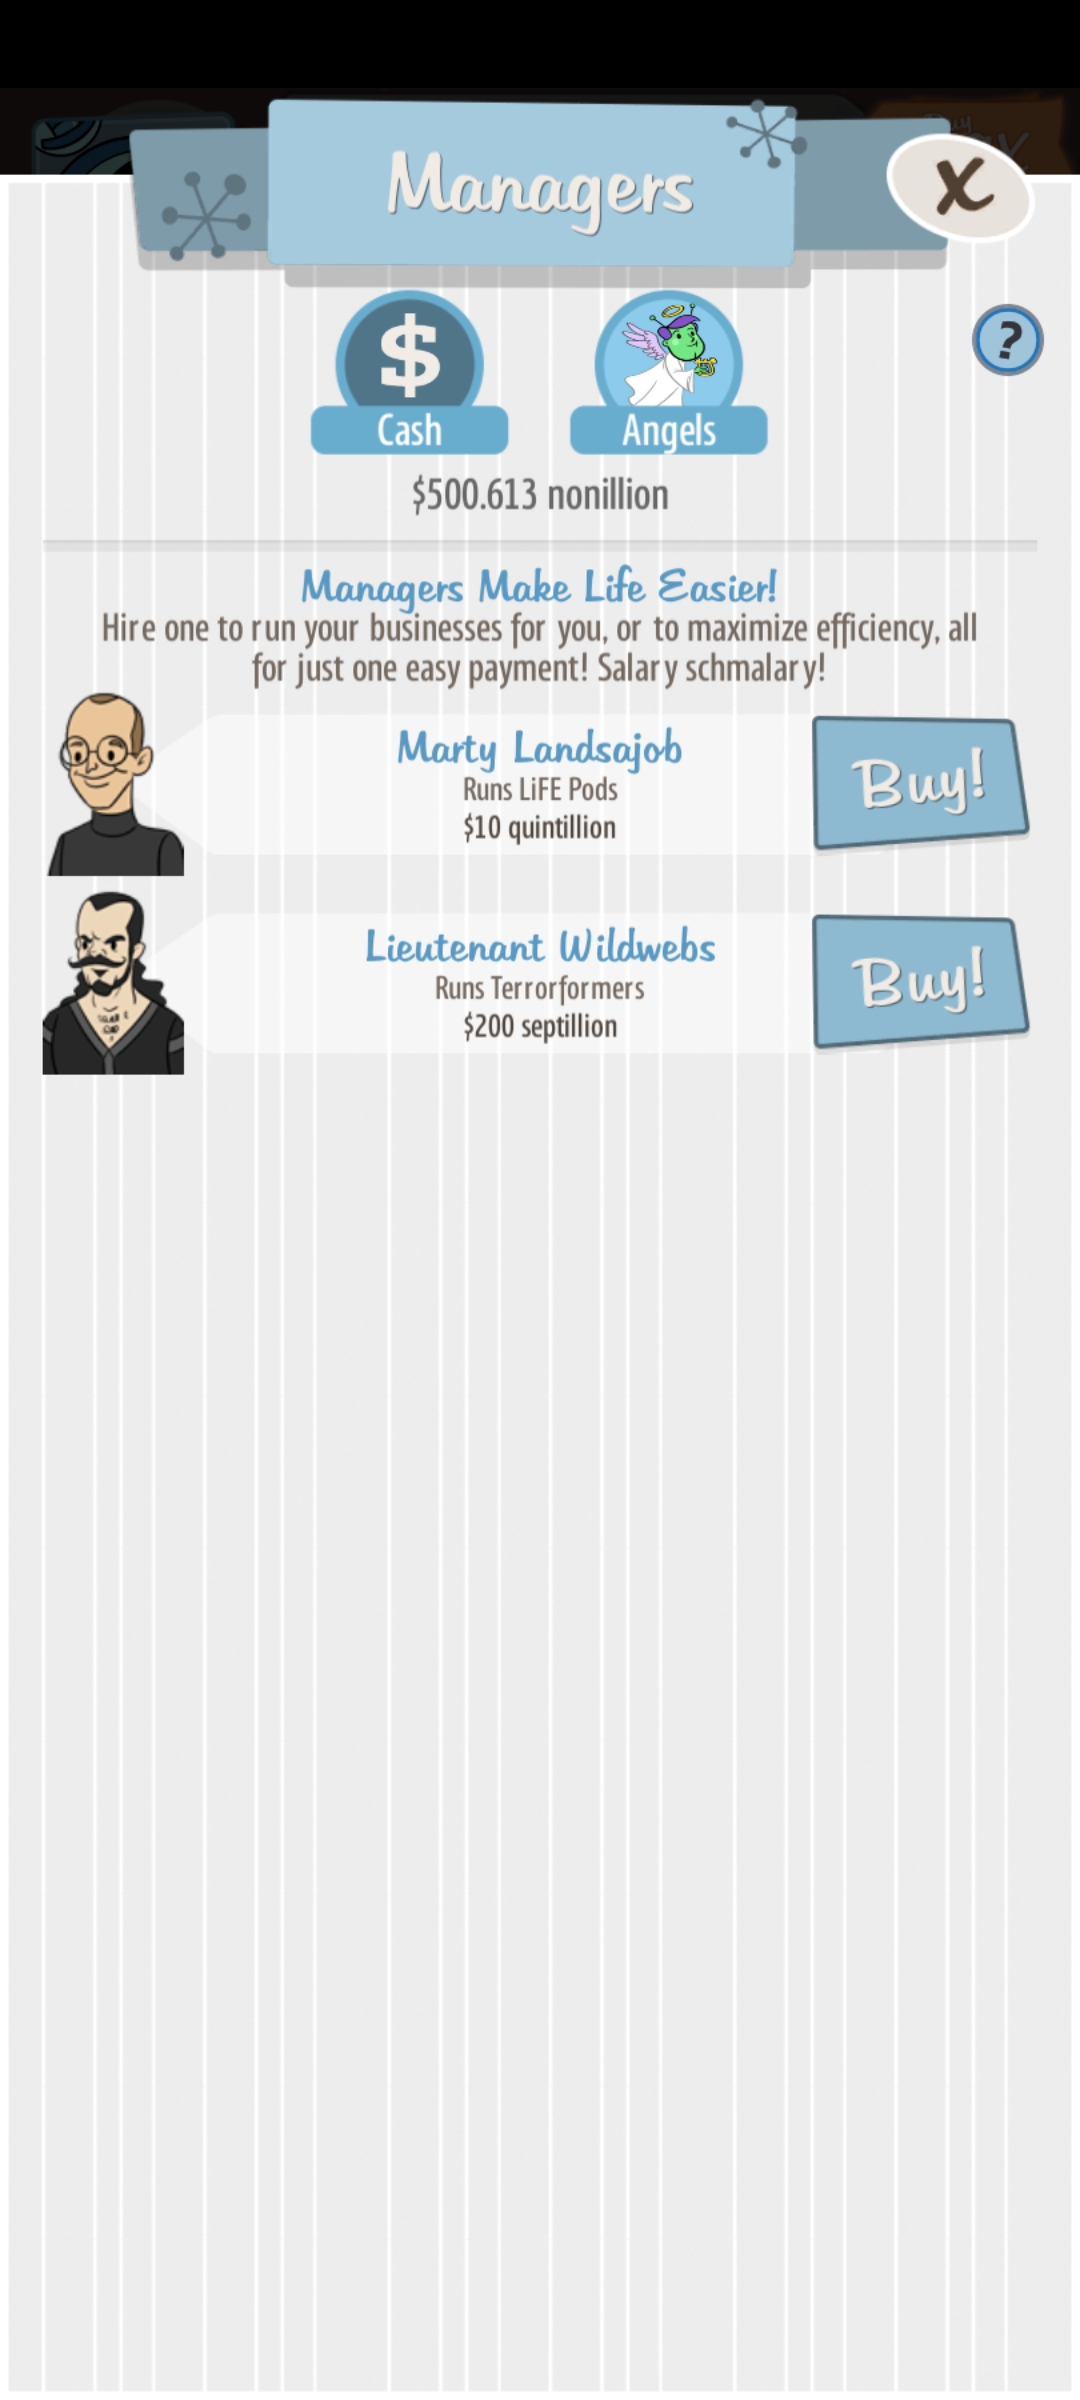 Managers
X
$
Cash
Angels
?
$500.613 nonillion
Managers Make Life Easier!
Hire one to run your businesses for you, or to maximize efficiency, all
for just one easy payment! Salary schmalary!
Marty Landsajob
Runs LiFE Pods
$10 quintillion
Buy!
Lieutenant Wildwebs
Runs Terrorformers
$200 septillion
Buy!